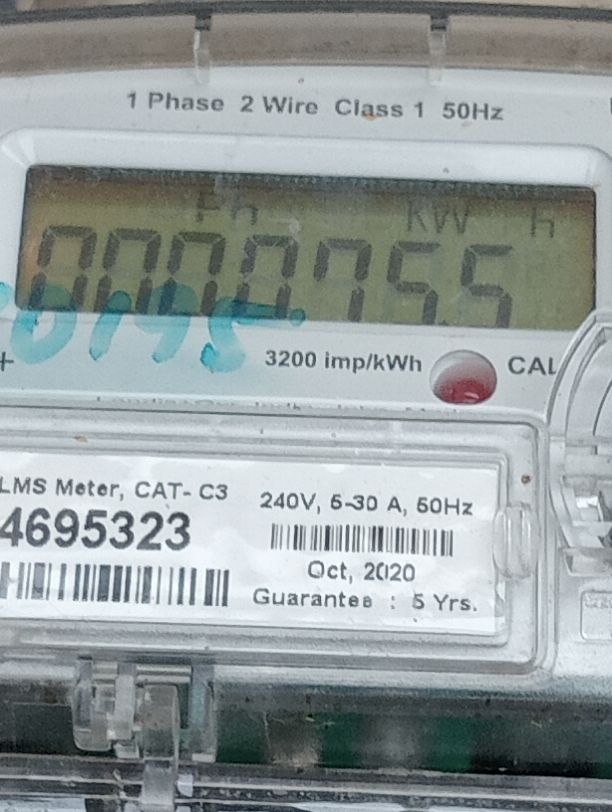 1 Phase 2 Wire Class 1 50Hz
Ph kW h
0000755
+ 3200 imp/kWh CAL
LMS Meter, CAT- C3
4695323
240V, 5-30 A, 50Hz
Oct, 2020
Guarantee : 5 Yrs.